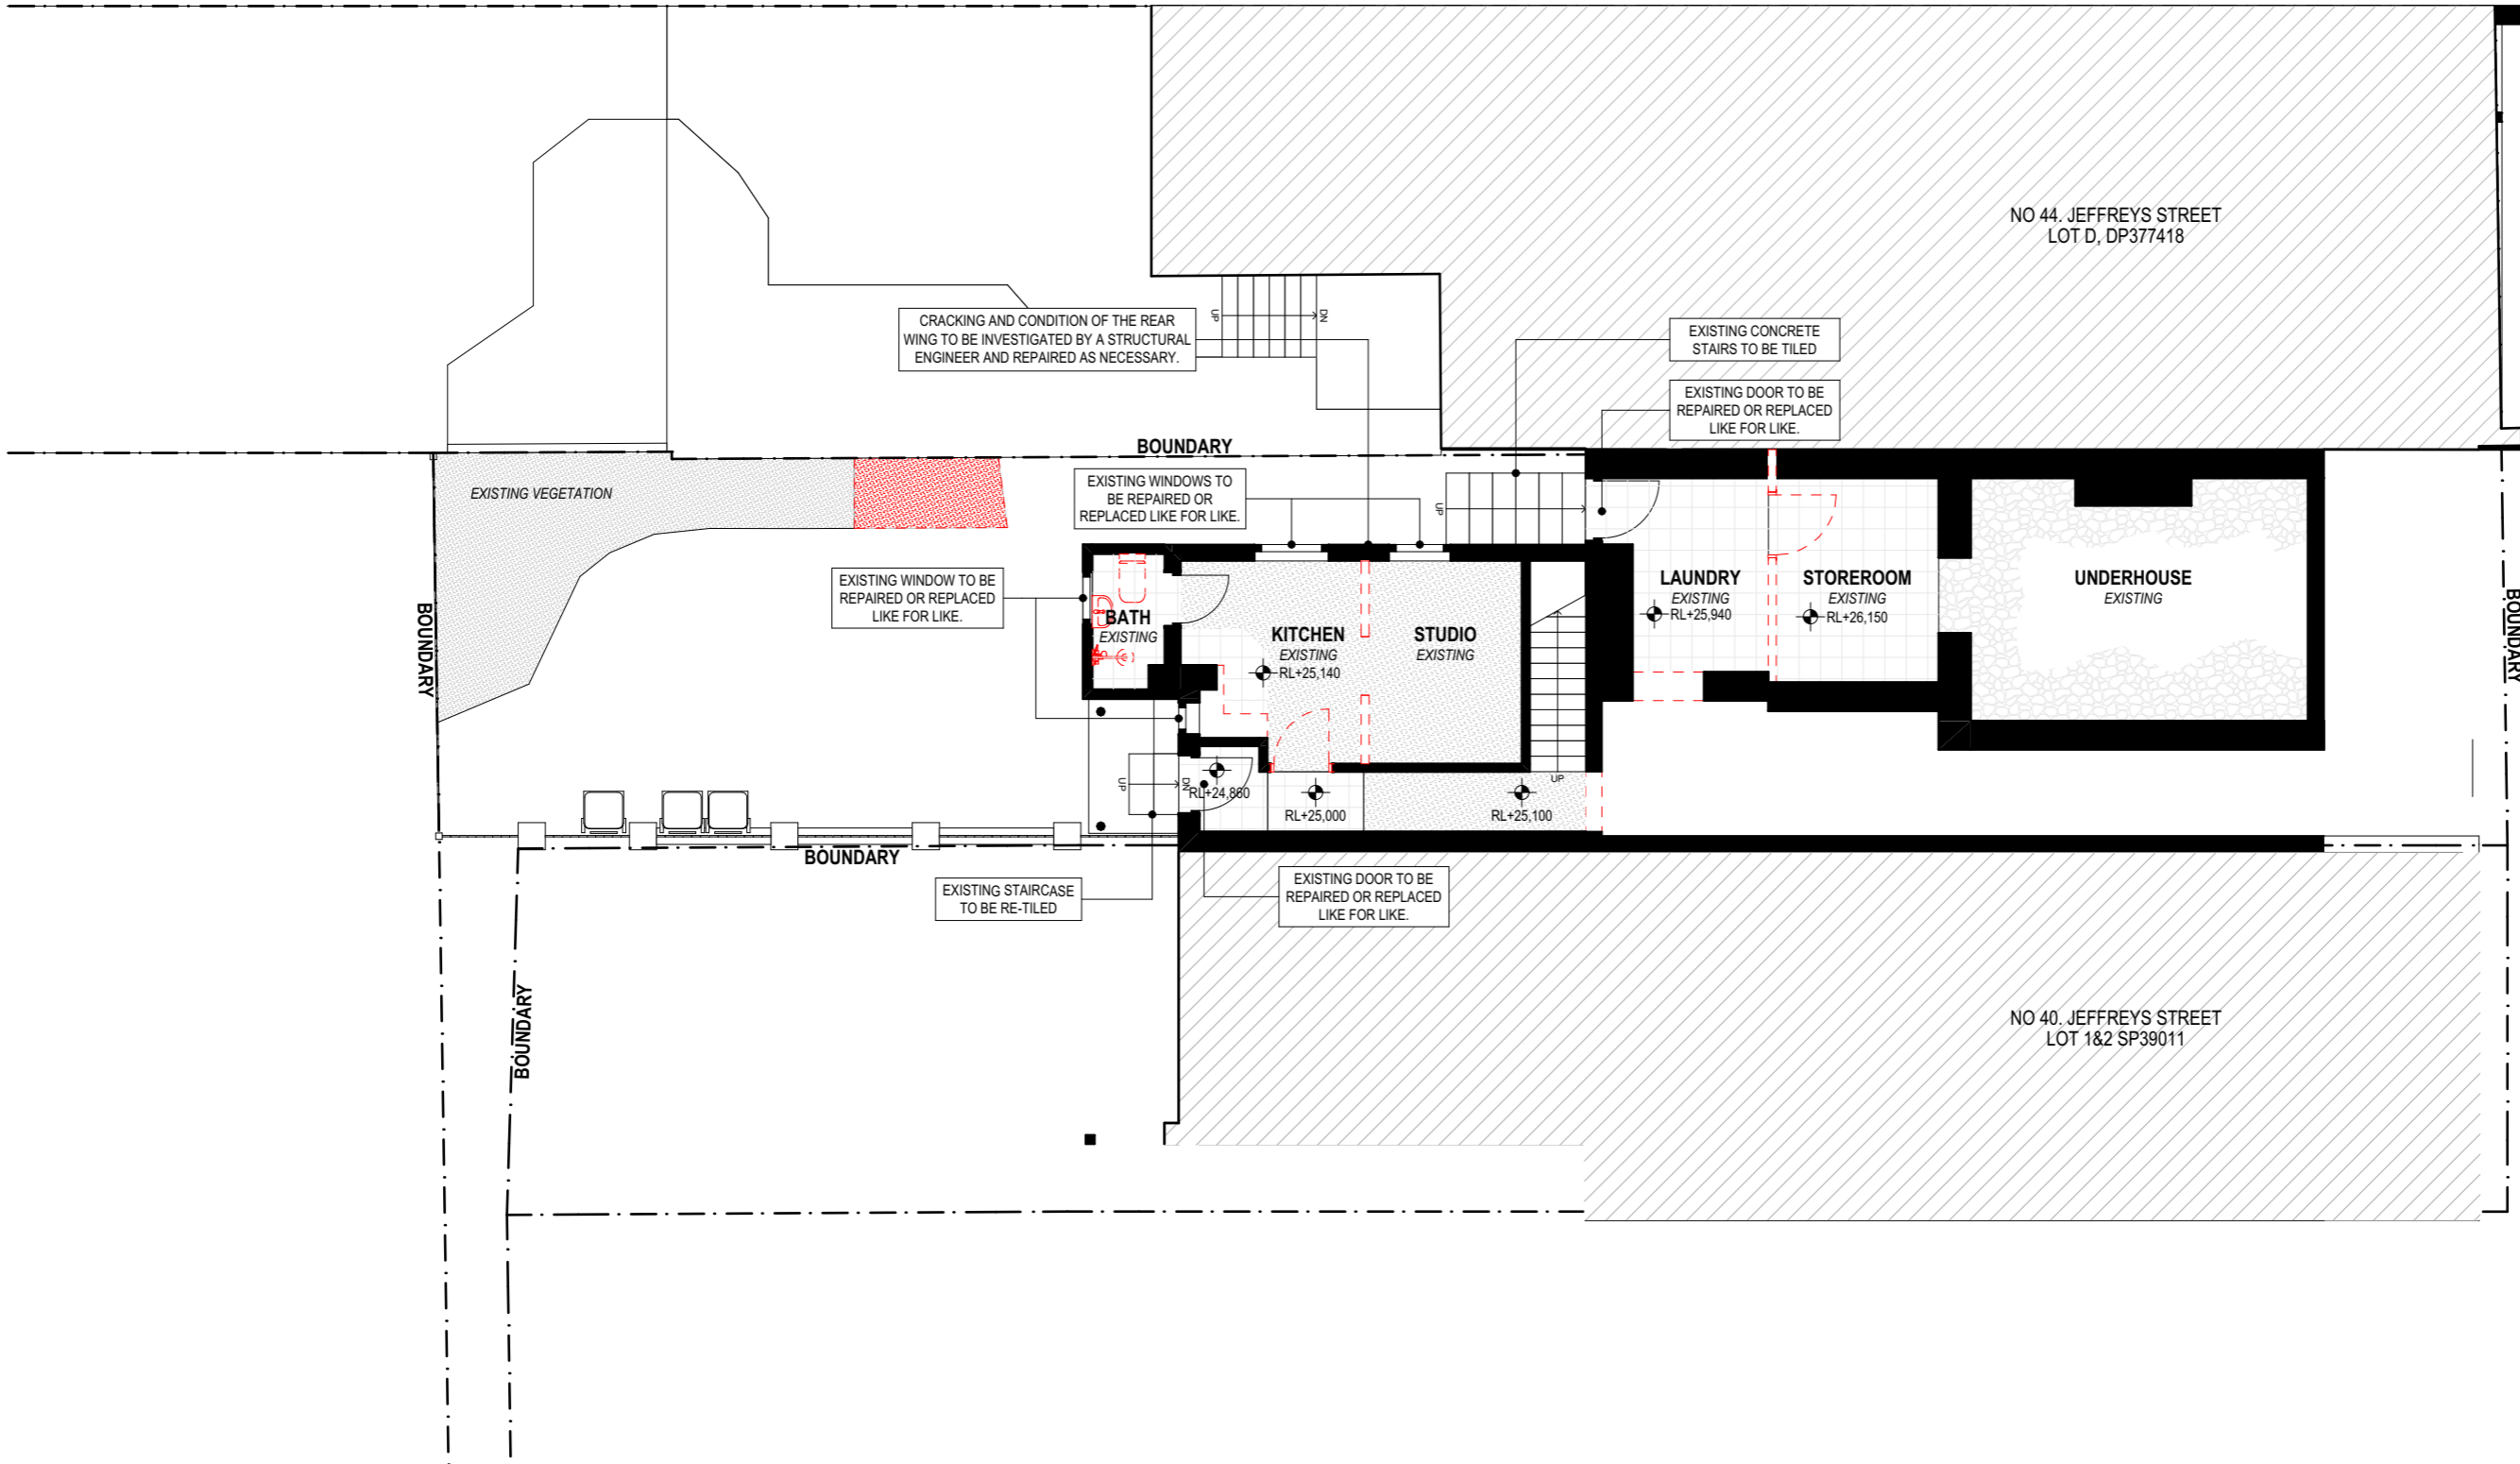 NO 44. JEFFREYS STREET
LOT D, DP377418
CRACKING AND CONDITION OF THE REAR
WING TO BE INVESTIGATED BY A STRUCTURAL
ENGINEER AND REPAIRED AS NECESSARY.
UP
DN
EXISTING CONCRETE
STAIRS TO BE TILED
EXISTING DOOR TO BE
REPAIRED OR REPLACED
LIKE FOR LIKE.
BOUNDARY
EXISTING VEGETATION
EXISTING WINDOWS TO
BE REPAIRED OR
REPLACED LIKE FOR LIKE.
UP
EXISTING WINDOW TO BE
REPAIRED OR REPLACED
LIKE FOR LIKE.
BOUNDARY
BATH
EXISTING
KITCHEN
EXISTING
RL+25,140
STUDIO
EXISTING
LAUNDRY
EXISTING
RL+25,940
STOREROOM
EXISTING
RL+26,150
UNDERHOUSE
EXISTING
BOUNDARY
UP
DN
RL+24,860
RL+25,000
RL+25,100
UP
BOUNDARY
EXISTING STAIRCASE
TO BE RE-TILED
EXISTING DOOR TO BE
REPAIRED OR REPLACED
LIKE FOR LIKE.
BOUNDARY
NO 40. JEFFREYS STREET
LOT 1&2 SP39011